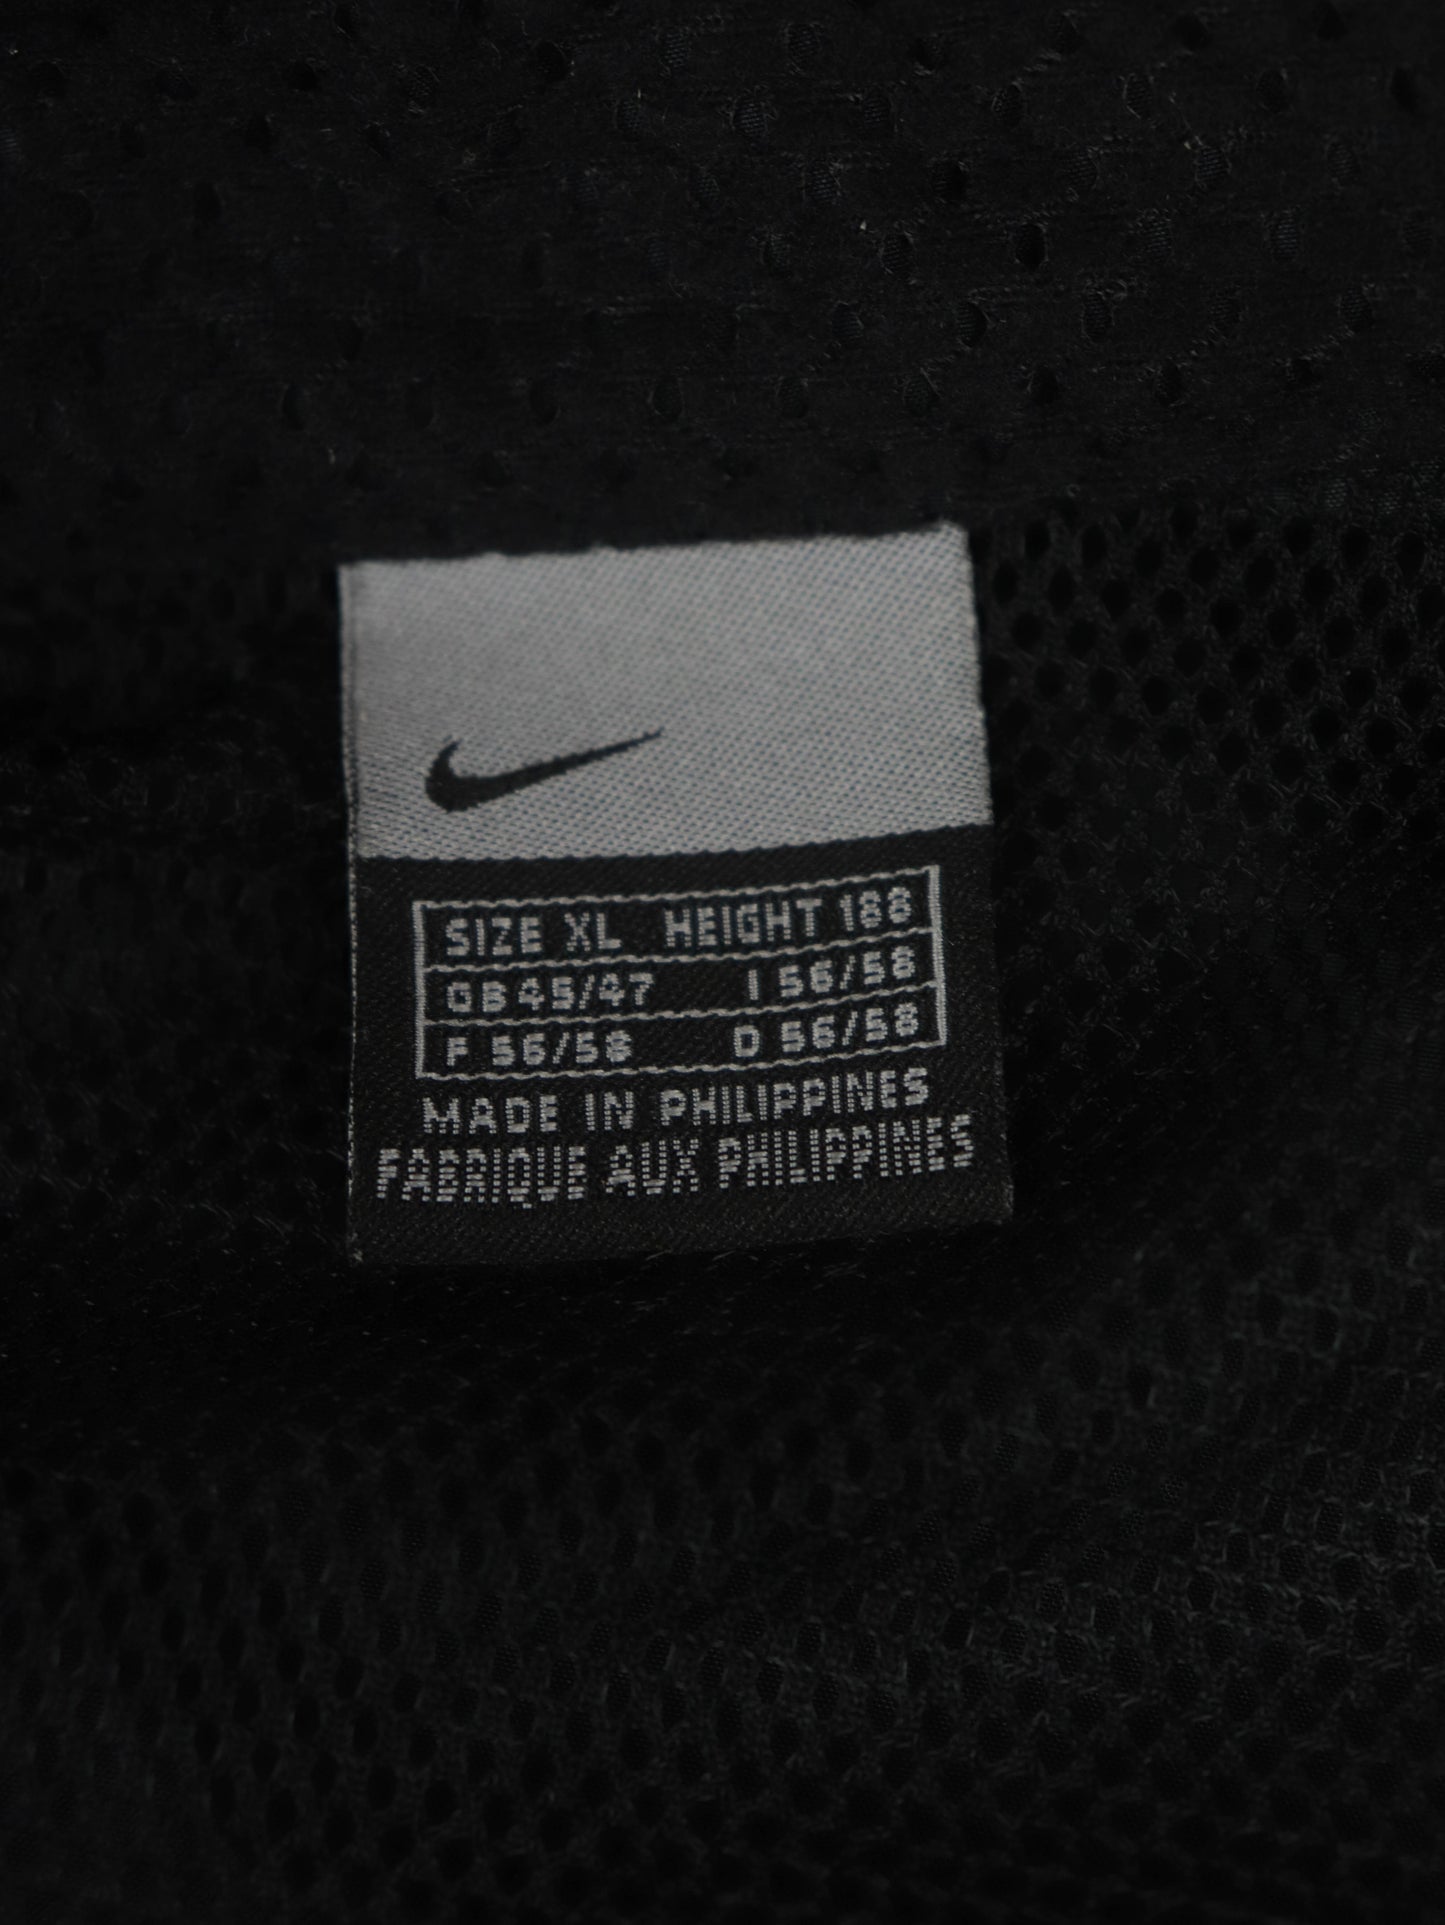 SIZE XL HEIGHT 188
GB 45/47 I 56/58
F 56/58 D 56/58
MADE IN PHILIPPINES
FABRIQUE AUX PHILIPPINES